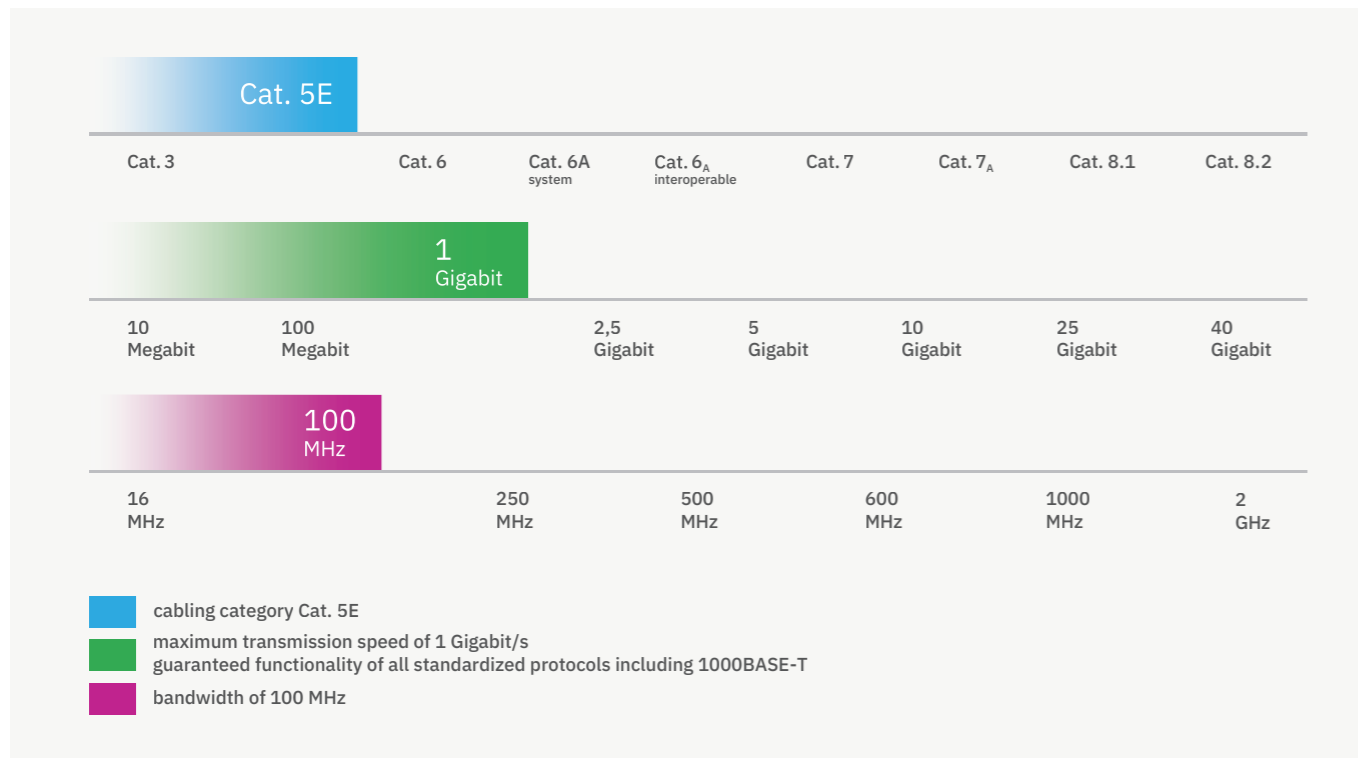 Cat. 5E
Cat. 3 Cat. 6 Cat. 6A Cat. 6A Cat. 7 Cat. 7A Cat. 8.1 Cat. 8.2
system interoperable
1
Gigabit
10 100 2,5 5 10 25 40
Megabit Megabit Gigabit Gigabit Gigabit Gigabit Gigabit
100
MHz
16 250 500 600 1000 2
MHz MHz MHz MHz MHz GHz
cabling category Cat. 5E
maximum transmission speed of 1 Gigabit/s
guaranteed functionality of all standardized protocols including 1000BASE-T
bandwidth of 100 MHz